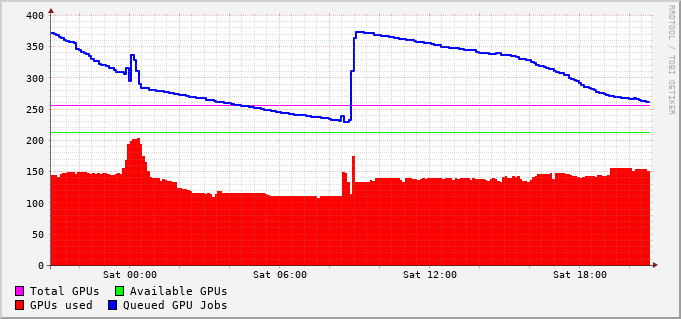 400
350
300
250
200
150
100
50
0
Sat 00:00 Sat 06:00 Sat 12:00 Sat 18:00
Total GPUs Available GPUs
GPUs used Queued GPU Jobs
RRDTOOL / TOBI OETIKER